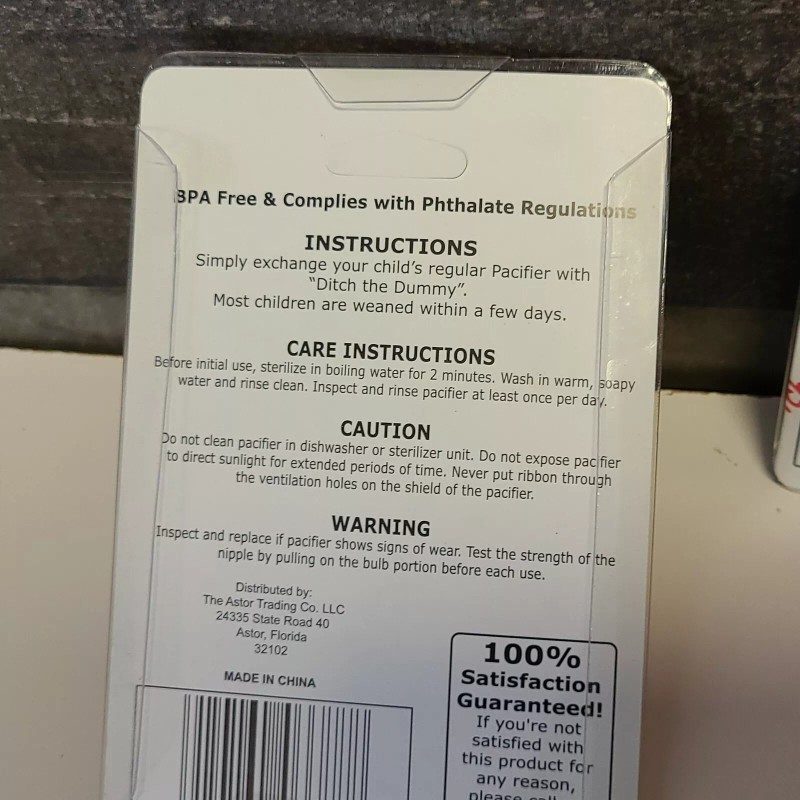 BPA Free & Complies with Phthalate Regulations
INSTRUCTIONS
Simply exchange your child's regular Pacifier with
"Ditch the Dummy".
Most children are weaned within a few days.
CARE INSTRUCTIONS
Before initial use, sterilize in boiling water for 2 minutes. Wash in warm, soapy
water and rinse clean. Inspect and rinse pacifier at least once per day.
CAUTION
Do not clean pacifier in dishwasher or sterilizer unit. Do not expose pacifier
to direct sunlight for extended periods of time. Never put ribbon through
the ventilation holes on the shield of the pacifier.
WARNING
Inspect and replace if pacifier shows signs of wear. Test the strength of the
nipple by pulling on the bulb portion before each use.
Distributed by:
The Astor Trading Co. LLC
24335 State Road 40
Astor, Florida
32102
MADE IN CHINA
100%
Satisfaction
Guaranteed!
If you're not
satisfied with
this product for
any reason,
please